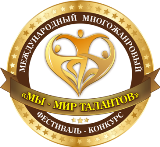 МЕЖДУНАРОДНЫЙ МНОГОЖАНРОВЫЙ
«МЫ - МИР ТАЛАНТОВ»
ФЕСТИВАЛЬ - КОНКУРС